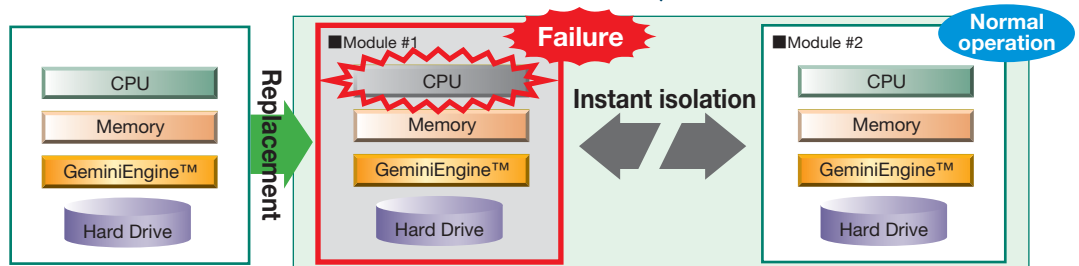 CPU
Memory
GeminiEngine™
Hard Drive
Replacement
■Module #1
Failure
CPU
Memory
GeminiEngine™
Hard Drive
Instant isolation
■Module #2
Normal
operation
CPU
Memory
GeminiEngine™
Hard Drive